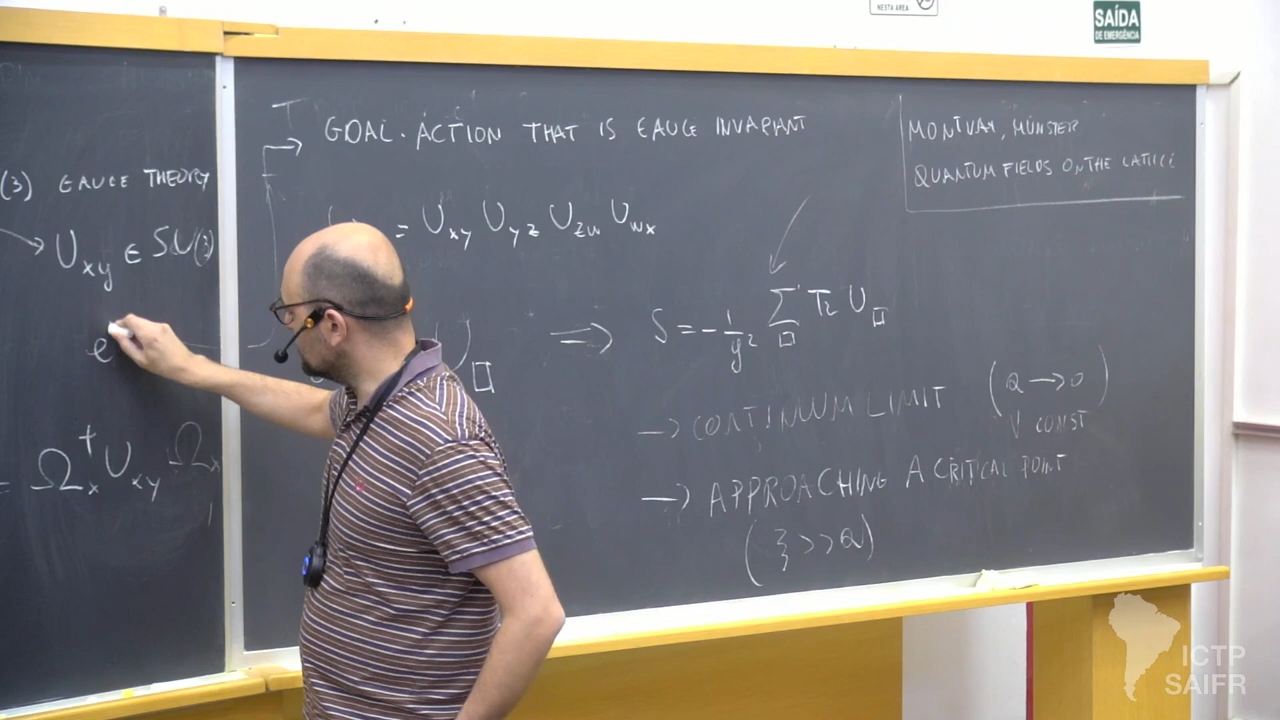 NESTA ÁREA
SAÍDA
DE EMERGÊNCIA
(3) GAUGE THEORY
→ U_xy ∈ SU(3)
e
= Ω_x^† U_xy Ω
→ GOAL. ACTION THAT IS GAUGE INVARIANT
= U_xy U_yz U_zw U_wx
⇒ S = - 1/g² Σ_□ Tr U_□
→ CONTINUUM LIMIT (a → 0)
V CONST
→ APPROACHING A CRITICAL POINT
(ξ >> a)
MONTVAY, MÜNSTER
QUANTUM FIELDS ON THE LATTICE
ICTP
SAIFR